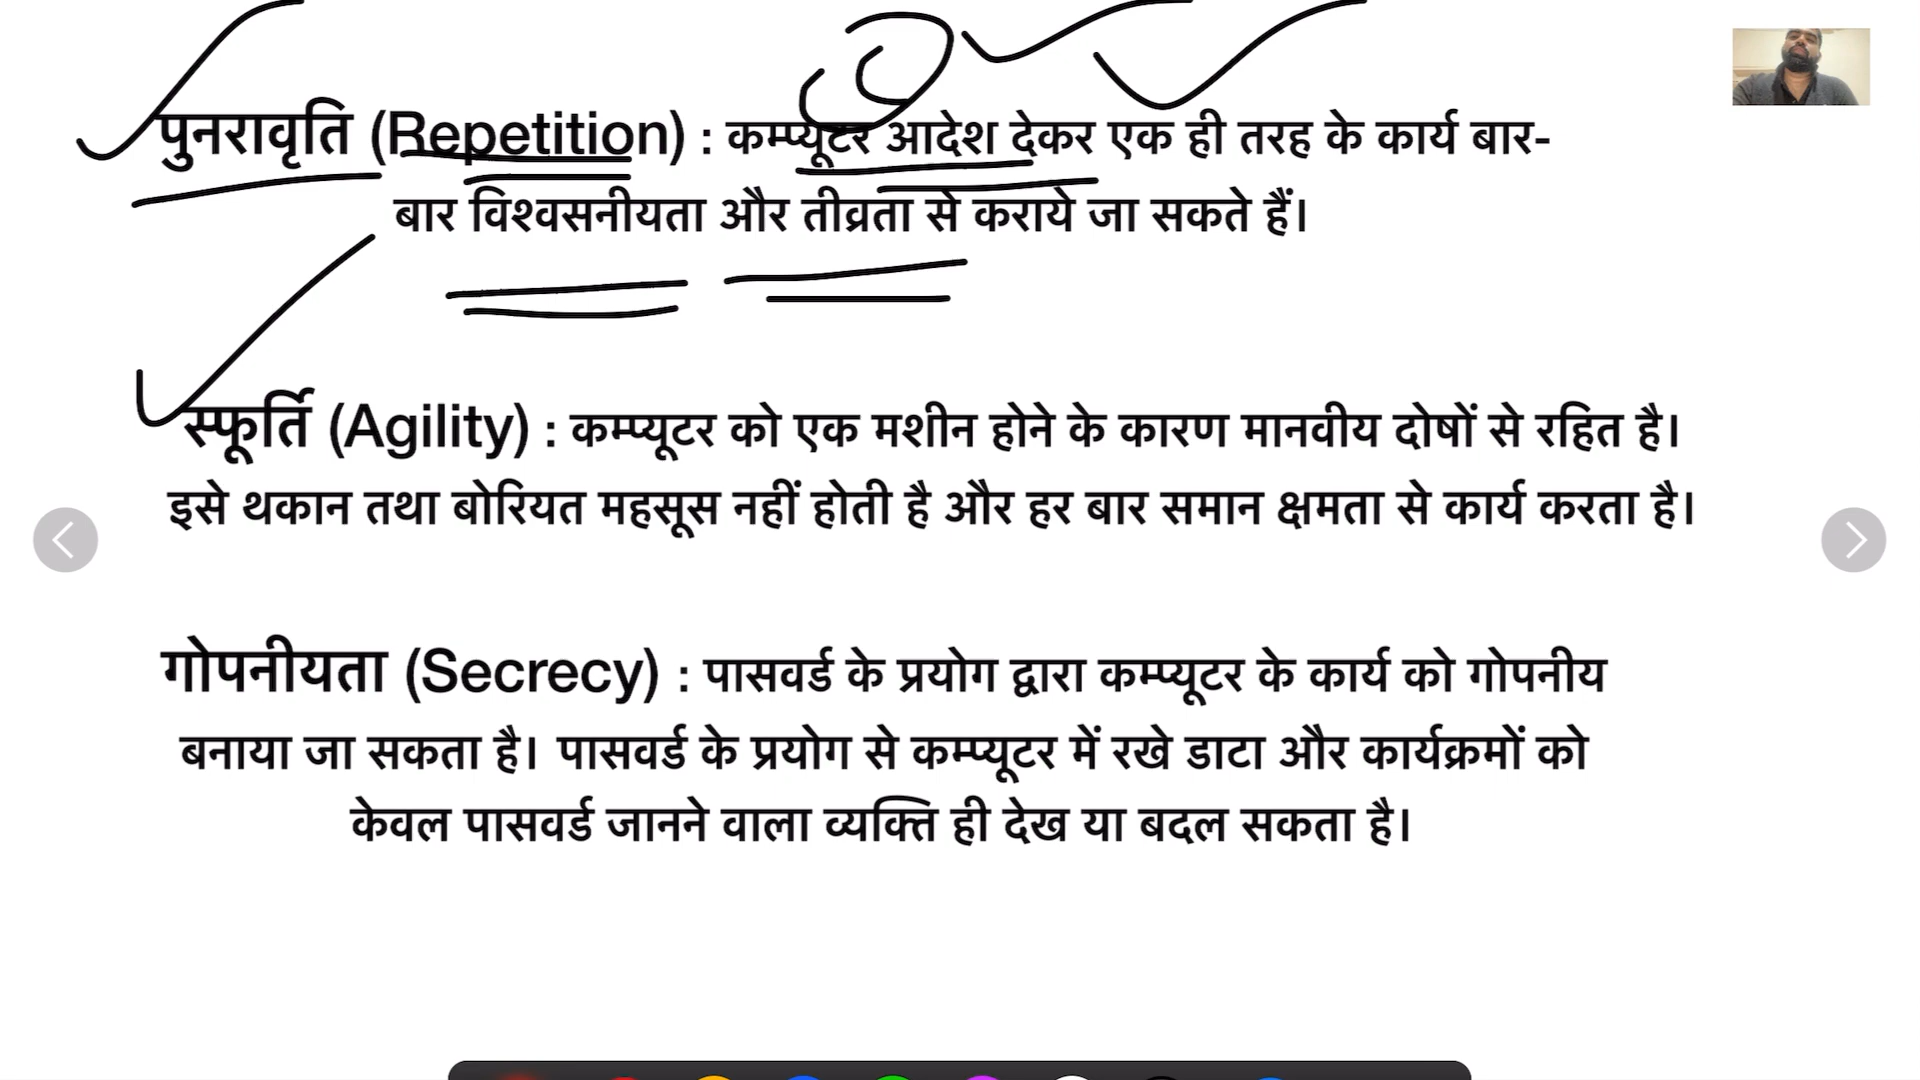 पुनरावृति (Repetition) : कम्प्यूटर आदेश देकर एक ही तरह के कार्य बार-
बार विश्वसनीयता और तीव्रता से कराये जा सकते हैं।
स्फूर्ति (Agility) : कम्प्यूटर को एक मशीन होने के कारण मानवीय दोषों से रहित है।
इसे थकान तथा बोरियत महसूस नहीं होती है और हर बार समान क्षमता से कार्य करता है।
गोपनीयता (Secrecy) : पासवर्ड के प्रयोग द्वारा कम्प्यूटर के कार्य को गोपनीय
बनाया जा सकता है। पासवर्ड के प्रयोग से कम्प्यूटर में रखे डाटा और कार्यक्रमों को
केवल पासवर्ड जानने वाला व्यक्ति ही देख या बदल सकता है।